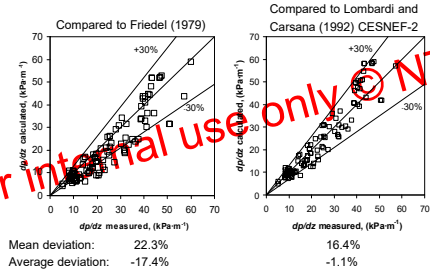 Compared to Friedel (1979)
Compared to Lombardi and
Carsana (1992) CESNEF-2
70
60
50
40
30
20
10
0
+30%
-30%
dp/dz calculated, (kPa·m⁻¹)
0 10 20 30 40 50 60 70
dp/dz measured, (kPa·m⁻¹)
70
60
50
40
30
20
10
0
+30%
-30%
dp/dz calculated, (kPa·m⁻¹)
0 10 20 30 40 50 60 70
dp/dz measured, (kPa·m⁻¹)
r internal use only © N
Mean deviation: 22.3% 16.4%
Average deviation: -17.4% -1.1%